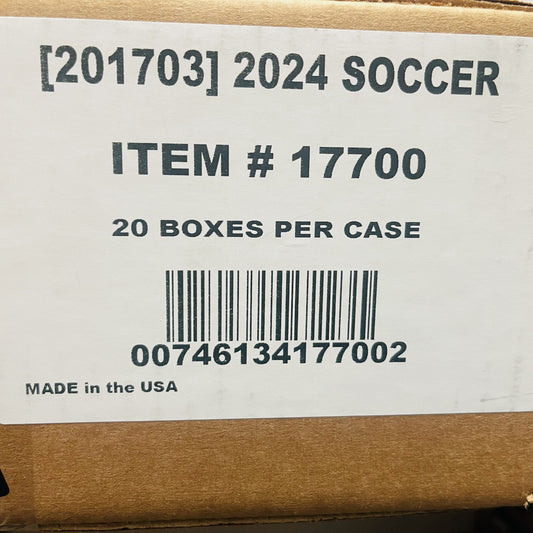 [201703] 2024 SOCCER
ITEM # 17700
20 BOXES PER CASE
00746134177002
MADE in the USA